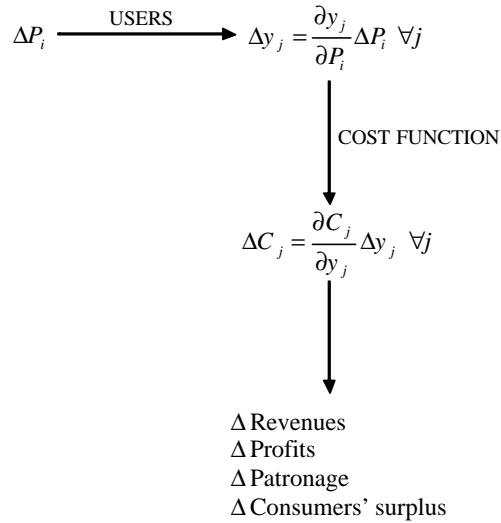 USERS
ΔP_i
Δy_j = ∂y_j/∂P_i ΔP_i ∀j
COST FUNCTION
ΔC_j = ∂C_j/∂y_j Δy_j ∀j
Δ Revenues
Δ Profits
Δ Patronage
Δ Consumers’ surplus